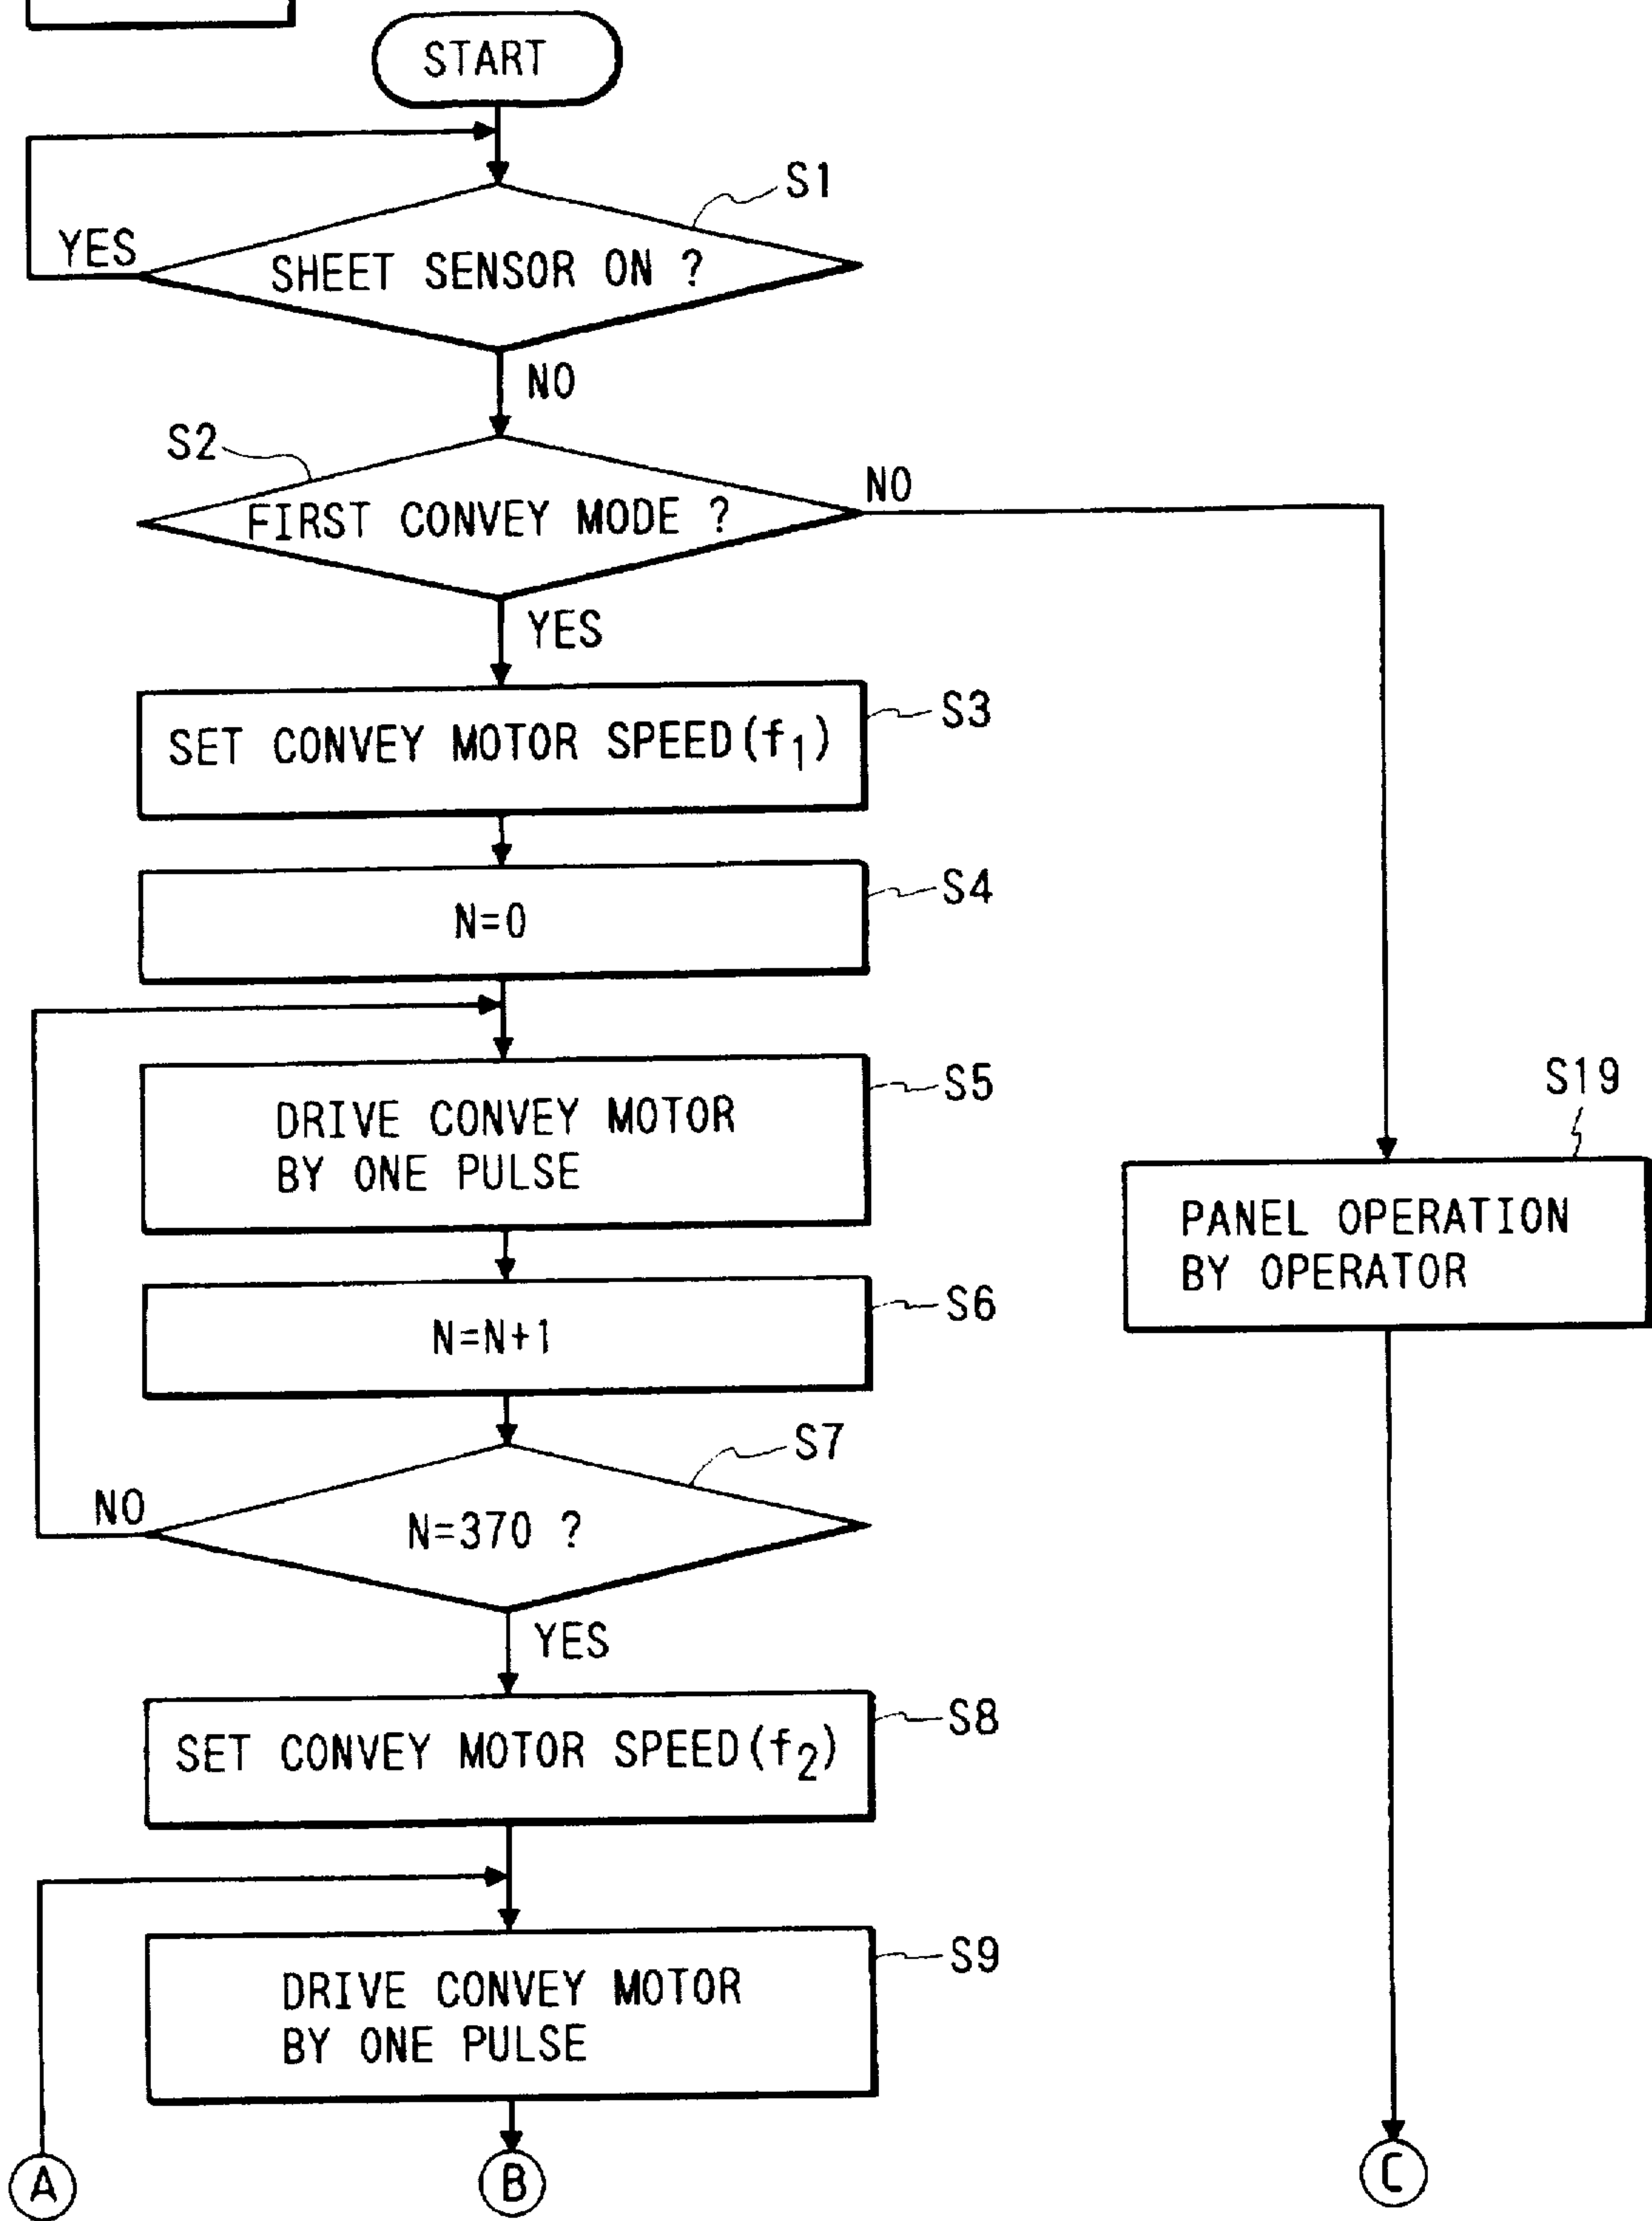 START
S1
YES
SHEET SENSOR ON ?
NO
S2
NO
FIRST CONVEY MODE ?
YES
S3
SET CONVEY MOTOR SPEED(f₁)
S4
N=0
S5
DRIVE CONVEY MOTOR
BY ONE PULSE
S19
PANEL OPERATION
BY OPERATOR
S6
N=N+1
S7
NO
N=370 ?
YES
S8
SET CONVEY MOTOR SPEED(f₂)
S9
DRIVE CONVEY MOTOR
BY ONE PULSE
A
B
C